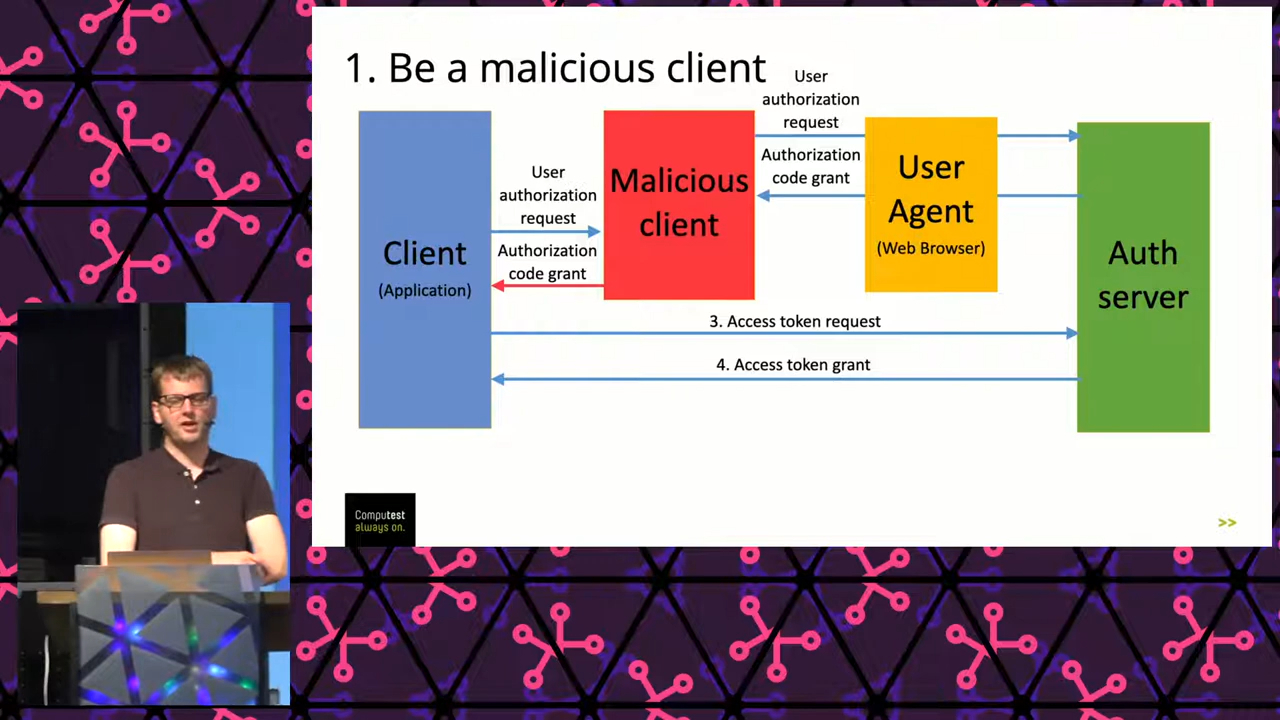 1. Be a malicious client
User
authorization
request
Authorization
code grant
User
authorization
request
Authorization
code grant
Malicious
client
User
Agent
(Web Browser)
Client
(Application)
Auth
server
3. Access token request
4. Access token grant
Computest
always on.
>>